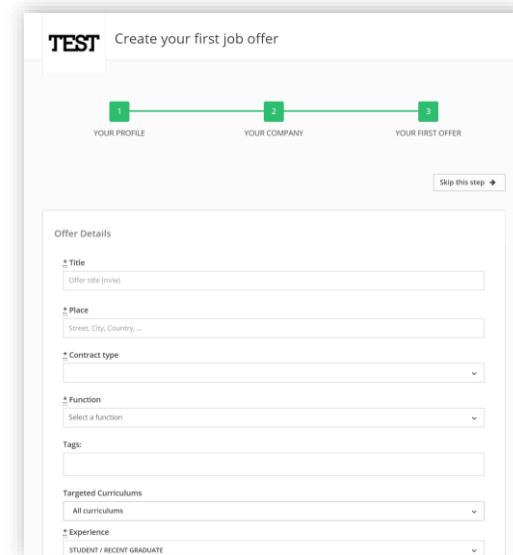 TEST
Create your first job offer
1
2
3
YOUR PROFILE
YOUR COMPANY
YOUR FIRST OFFER
Skip this step →
Offer Details
* Title
Offer title (m/w)
* Place
Street, City, Country, ...
* Contract type
* Function
Select a function
Tags:
Targeted Curriculums
All curriculums
* Experience
STUDENT / RECENT GRADUATE